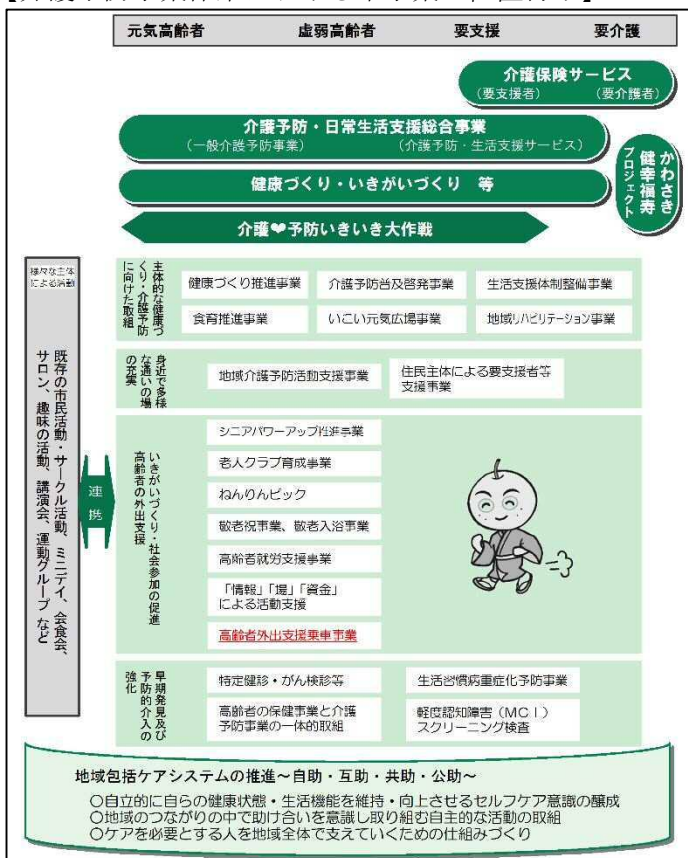 元気高齢者 虚弱高齢者 要支援 要介護
介護保険サービス
（要支援者） （要介護者）
介護予防・日常生活支援総合事業
（一般介護予防事業） （介護予防・生活支援サービス）
健康づくり・いきがいづくり 等
かわさき
健幸福寿
プロジェクト
介護❤予防いきいき大作戦
様々な主体
による活動
既存の市民活動・サークル活動、ミニデイ、会食会、
サロン、趣味の活動、講演会、運動グループ など
連携
主体的な健康づ
くり・介護予防
に向けた取組
健康づくり推進事業 介護予防普及啓発事業 生活支援体制整備事業
食育推進事業 いこい元気広場事業 地域リハビリテーション事業
身近で多様
な通いの場
の充実
地域介護予防活動支援事業 住民主体による要支援者等
支援事業
いきがいづくり・社会参加の促進
高齢者の外出支援
シニアパワーアップ推進事業
老人クラブ育成事業
ねんりんピック
敬老祝事業、敬老入浴事業
高齢者就労支援事業
「情報」「場」「資金」
による活動支援
高齢者外出支援乗車事業
早期発見及び
予防的介入の
強化
特定健診・がん検診等 生活習慣病重症化予防事業
高齢者の保健事業と介護
予防事業の一体的取組
軽度認知障害（ＭＣＩ）
スクリーニング検査
地域包括ケアシステムの推進～自助・互助・共助・公助～
○自立的に自らの健康状態・生活機能を維持・向上させるセルフケア意識の醸成
○地域のつながりの中で助け合いを意識し取り組む自主的な活動の取組
○ケアを必要とする人を地域全体で支えていくための仕組みづくり